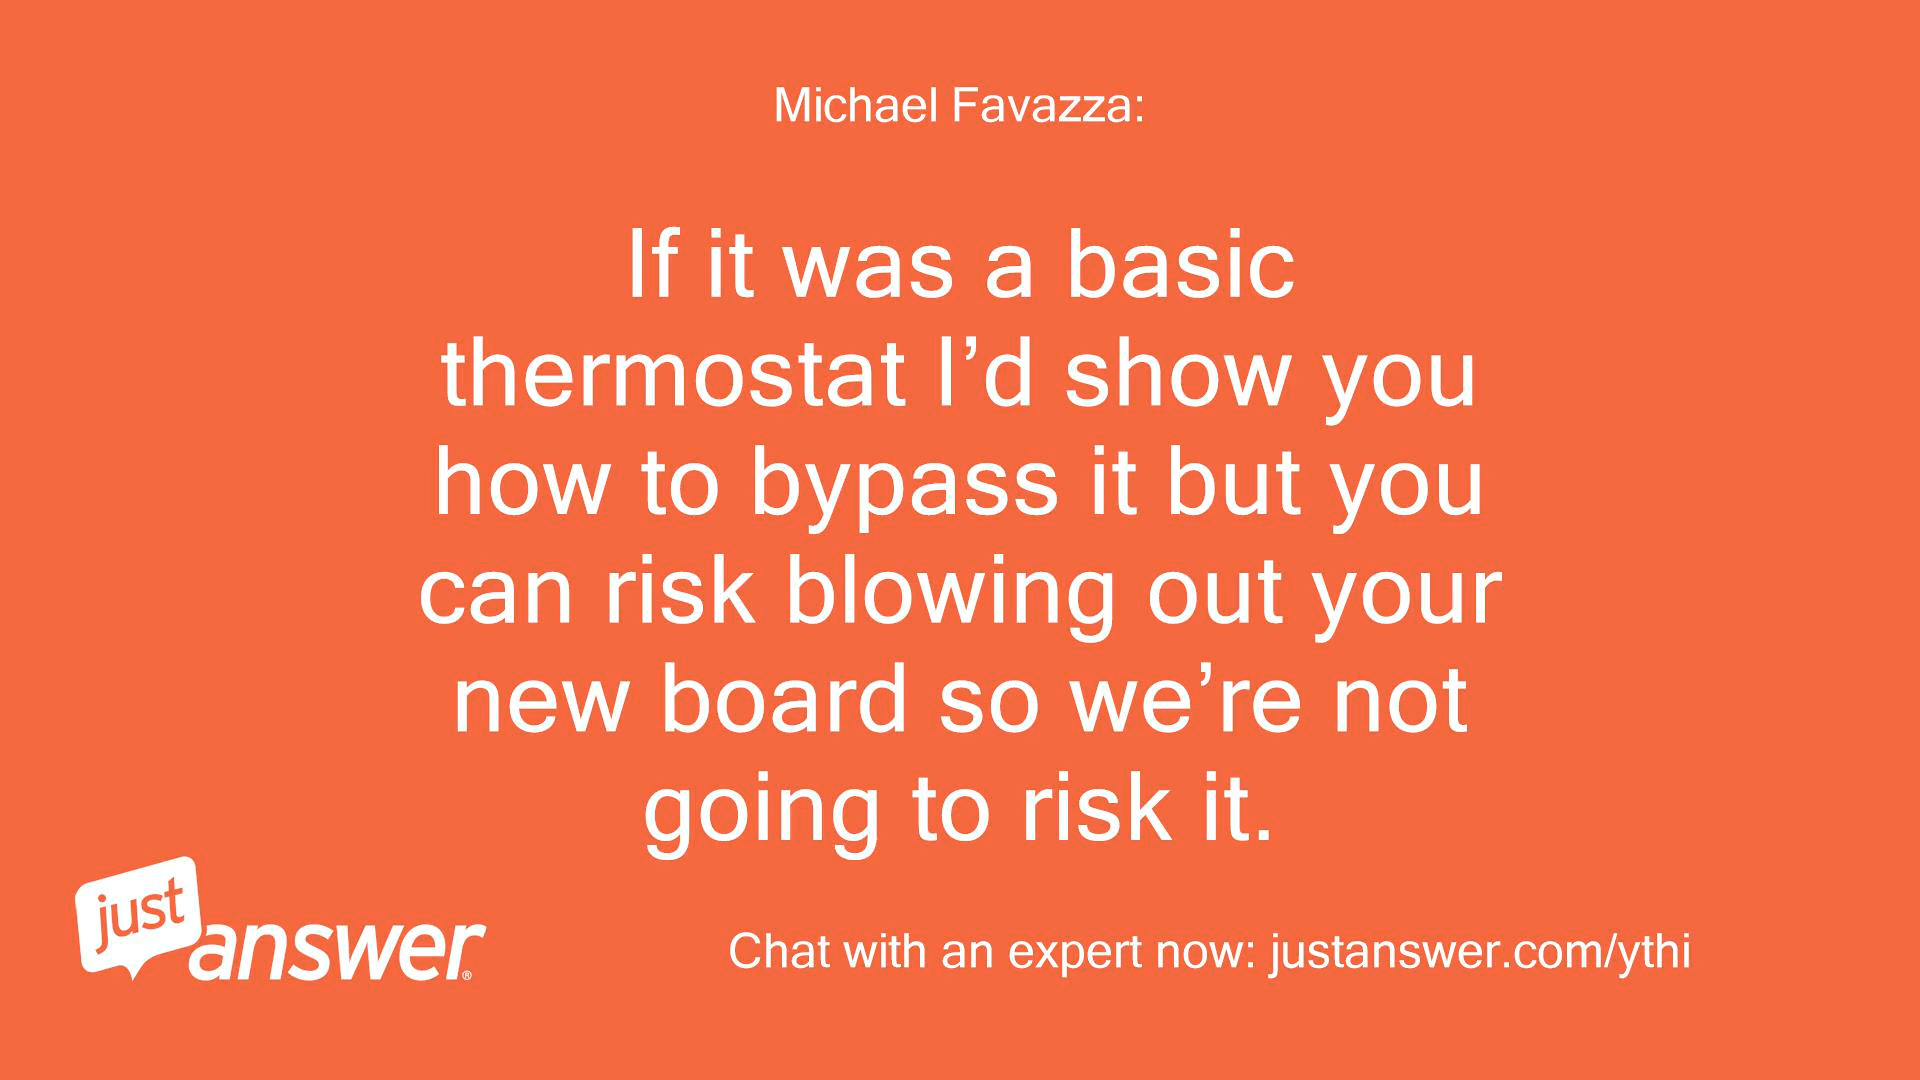 Michael Favazza:
If it was a basic
thermostat I’d show you
how to bypass it but you
can risk blowing out your
new board so we’re not
going to risk it.
just
answer®
Chat with an expert now: justanswer.com/ythi